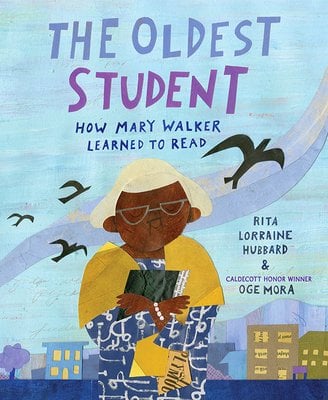 THE OLDEST
STUDENT
HOW MARY WALKER
LEARNED TO READ
RITA
LORRAINE
HUBBARD
&
CALDECOTT HONOR WINNER
OGE MORA